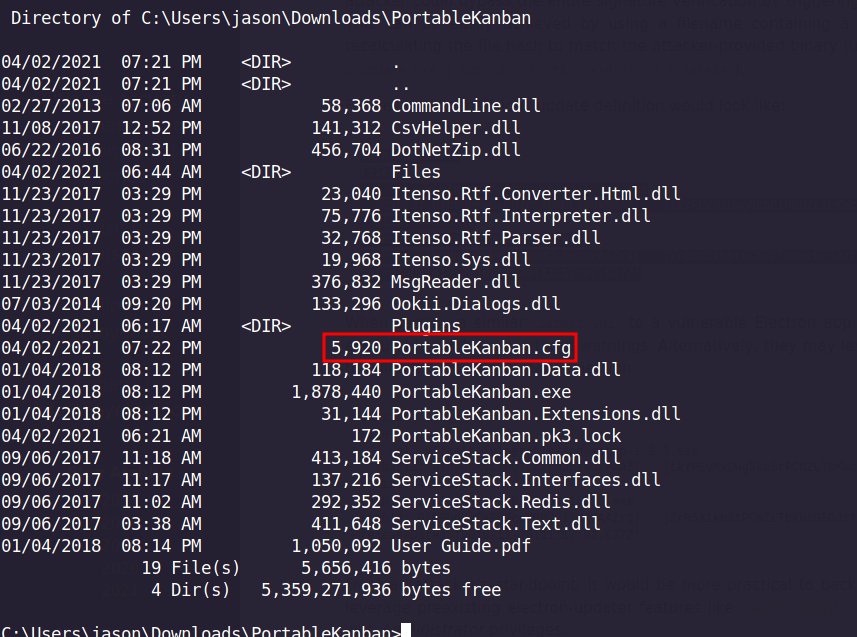 Directory of C:\Users\jason\Downloads\PortableKanban
04/02/2021  07:21 PM    <DIR>          .
04/02/2021  07:21 PM    <DIR>          ..
02/27/2013  07:06 AM            58,368 CommandLine.dll
11/08/2017  12:52 PM           141,312 CsvHelper.dll
06/22/2016  08:31 PM           456,704 DotNetZip.dll
04/02/2021  06:44 AM    <DIR>          Files
11/23/2017  03:29 PM            23,040 Itenso.Rtf.Converter.Html.dll
11/23/2017  03:29 PM            75,776 Itenso.Rtf.Interpreter.dll
11/23/2017  03:29 PM            32,768 Itenso.Rtf.Parser.dll
11/23/2017  03:29 PM            19,968 Itenso.Sys.dll
11/23/2017  03:29 PM           376,832 MsgReader.dll
07/03/2014  09:20 PM           133,296 Ookii.Dialogs.dll
04/02/2021  06:17 AM    <DIR>          Plugins
04/02/2021  07:22 PM             5,920 PortableKanban.cfg
01/04/2018  08:12 PM           118,184 PortableKanban.Data.dll
01/04/2018  08:12 PM         1,878,440 PortableKanban.exe
01/04/2018  08:12 PM            31,144 PortableKanban.Extensions.dll
04/02/2021  06:21 AM               172 PortableKanban.pk3.lock
09/06/2017  11:18 AM           413,184 ServiceStack.Common.dll
09/06/2017  11:17 AM           137,216 ServiceStack.Interfaces.dll
09/06/2017  11:02 AM           292,352 ServiceStack.Redis.dll
09/06/2017  03:38 AM           411,648 ServiceStack.Text.dll
01/04/2018  08:14 PM         1,050,092 User Guide.pdf
19 File(s)      5,656,416 bytes
4 Dir(s)   5,359,271,936 bytes free
C:\Users\jason\Downloads\PortableKanban>